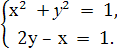 x² + y² = 1,
2y – x = 1.